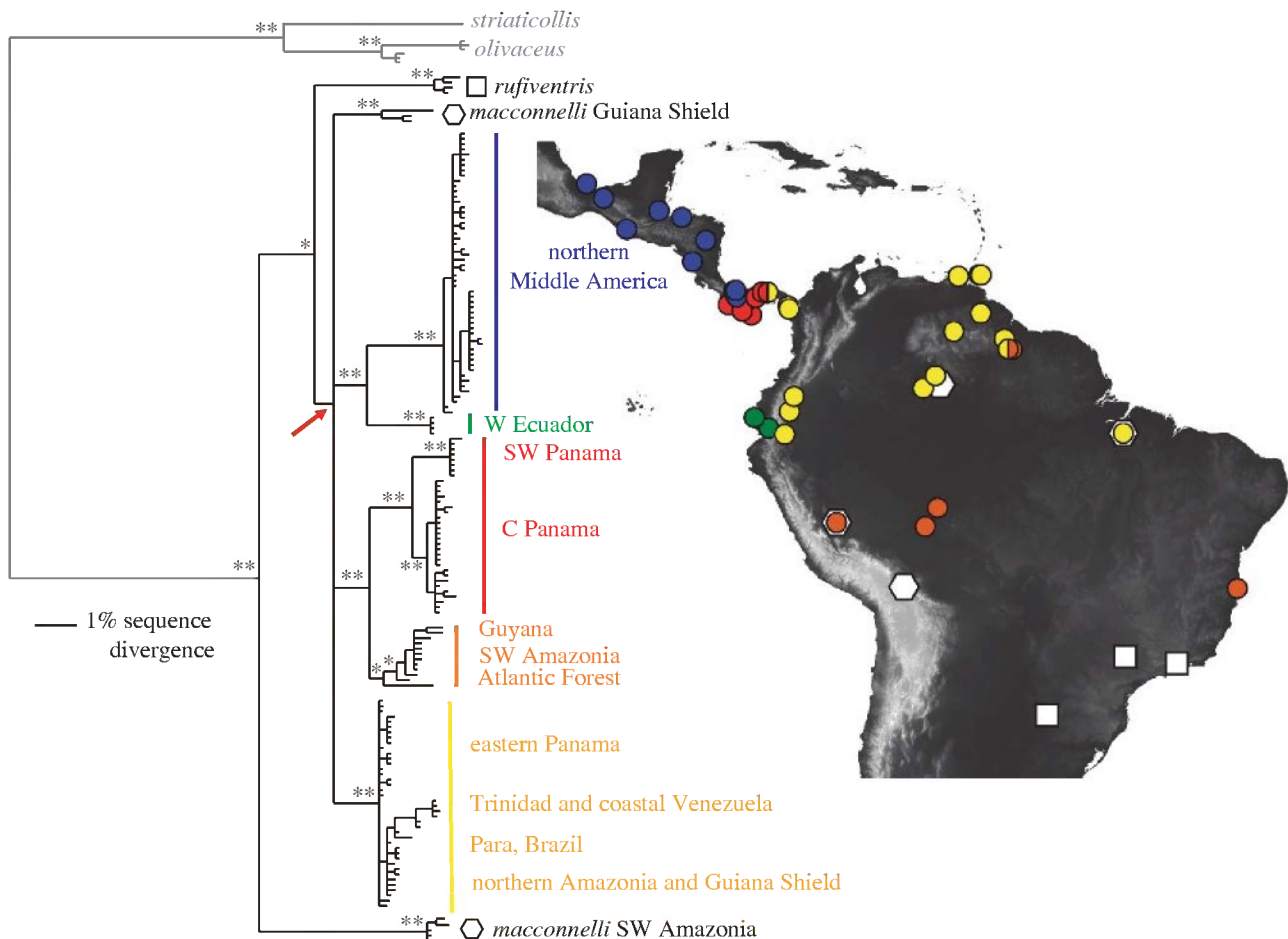 ** striaticollis
** olivaceus
** rufiventris
** macconnelli Guiana Shield
*
northern
Middle America
**
**
** W Ecuador
** SW Panama
**
C Panama
**
** **
1% sequence
divergence
Guyana
* * SW Amazonia
Atlantic Forest
eastern Panama
** Trinidad and coastal Venezuela
Para, Brazil
northern Amazonia and Guiana Shield
** macconnelli SW Amazonia